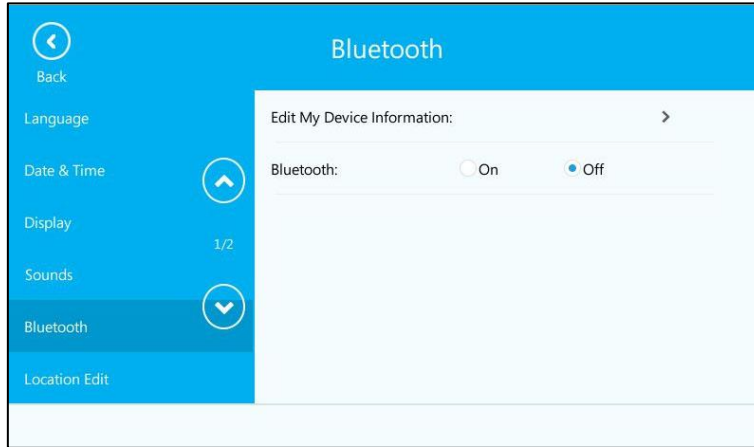 Bluetooth
Back
Language
Date & Time
Display
1/2
Sounds
Bluetooth
Location Edit
Edit My Device Information:
Bluetooth: On Off